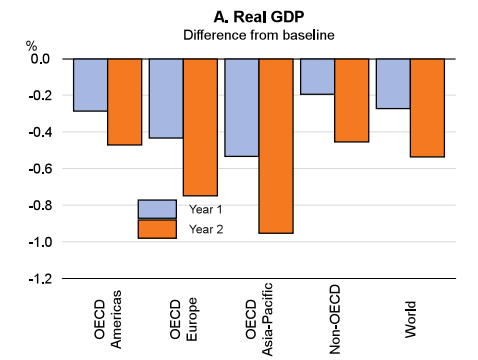 A. Real GDP
Difference from baseline
%
0.0
-0.2
-0.4
-0.6
-0.8
-1.0
-1.2
Year 1
Year 2
OECD
Americas
OECD
Europe
OECD
Asia-Pacific
Non-OECD
World